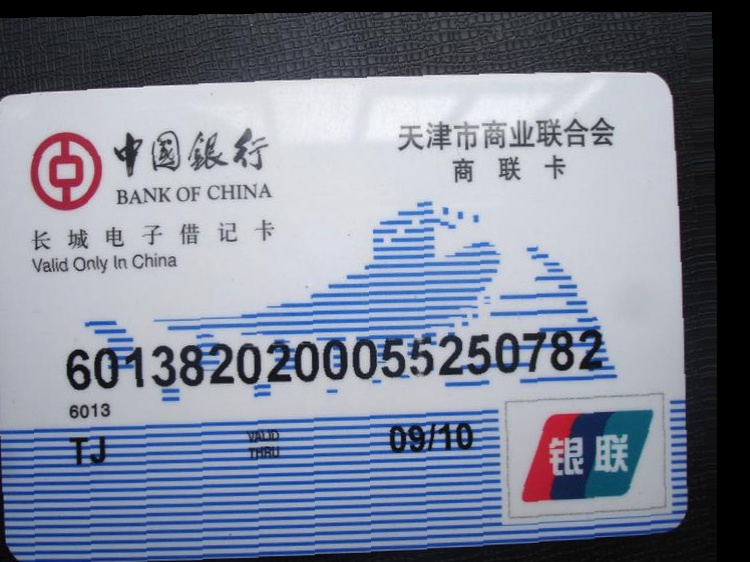 中国銀行
BANK OF CHINA
天津市商业联合会
商联卡
长城电子借记卡
Valid Only In China
6013820200055250782
6013
TJ
VALID
THRU
09/10
银联